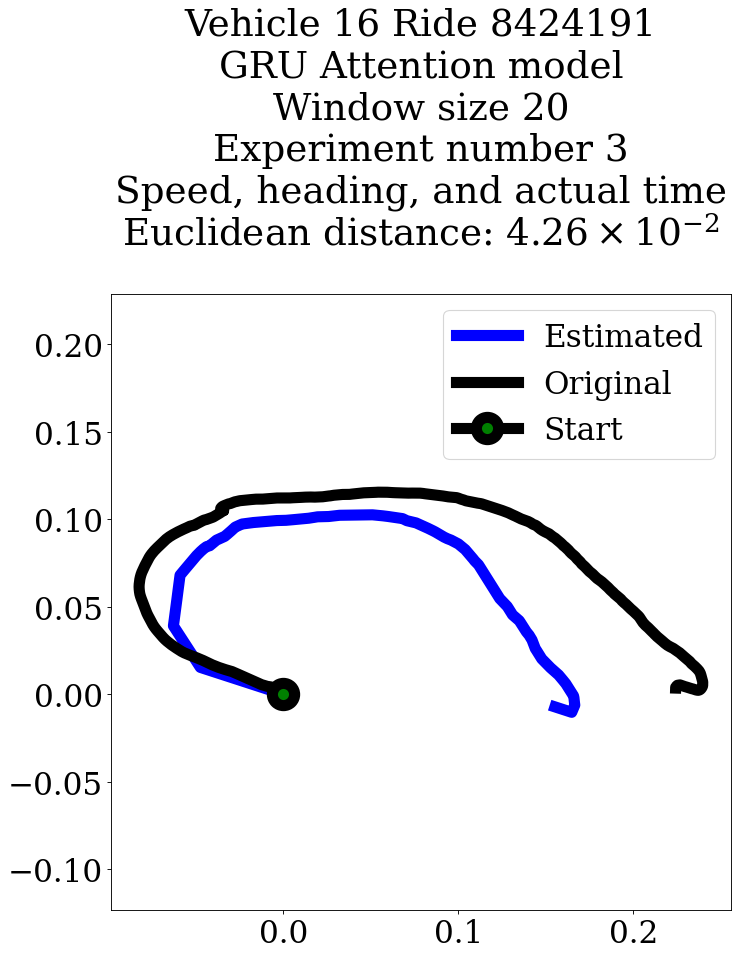 Vehicle 16 Ride 8424191
GRU Attention model
Window size 20
Experiment number 3
Speed, heading, and actual time
Euclidean distance: 4.26 × 10⁻²
Estimated
Original
Start
0.20
0.15
0.10
0.05
0.00
−0.05
−0.10
0.0 0.1 0.2